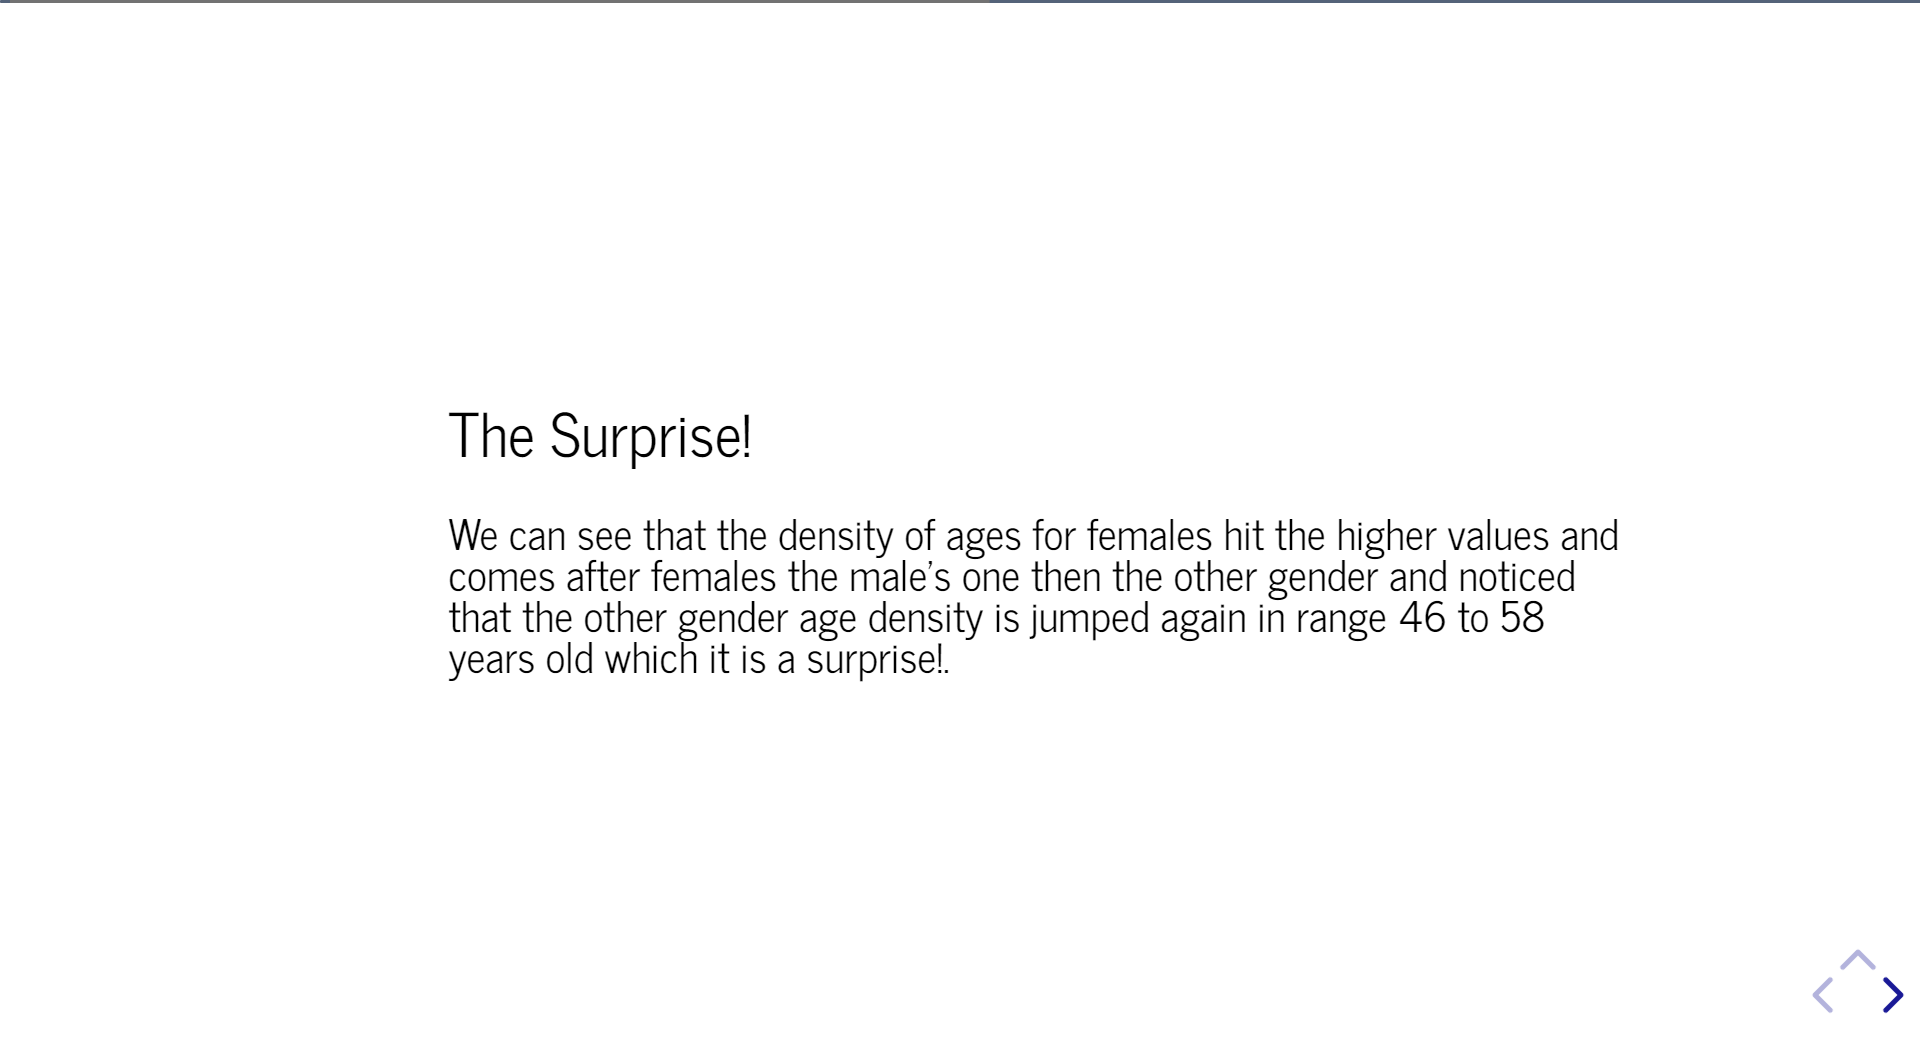 The Surprise!
We can see that the density of ages for females hit the higher values and
comes after females the male’s one then the other gender and noticed
that the other gender age density is jumped again in range 46 to 58
years old which it is a surprise!.